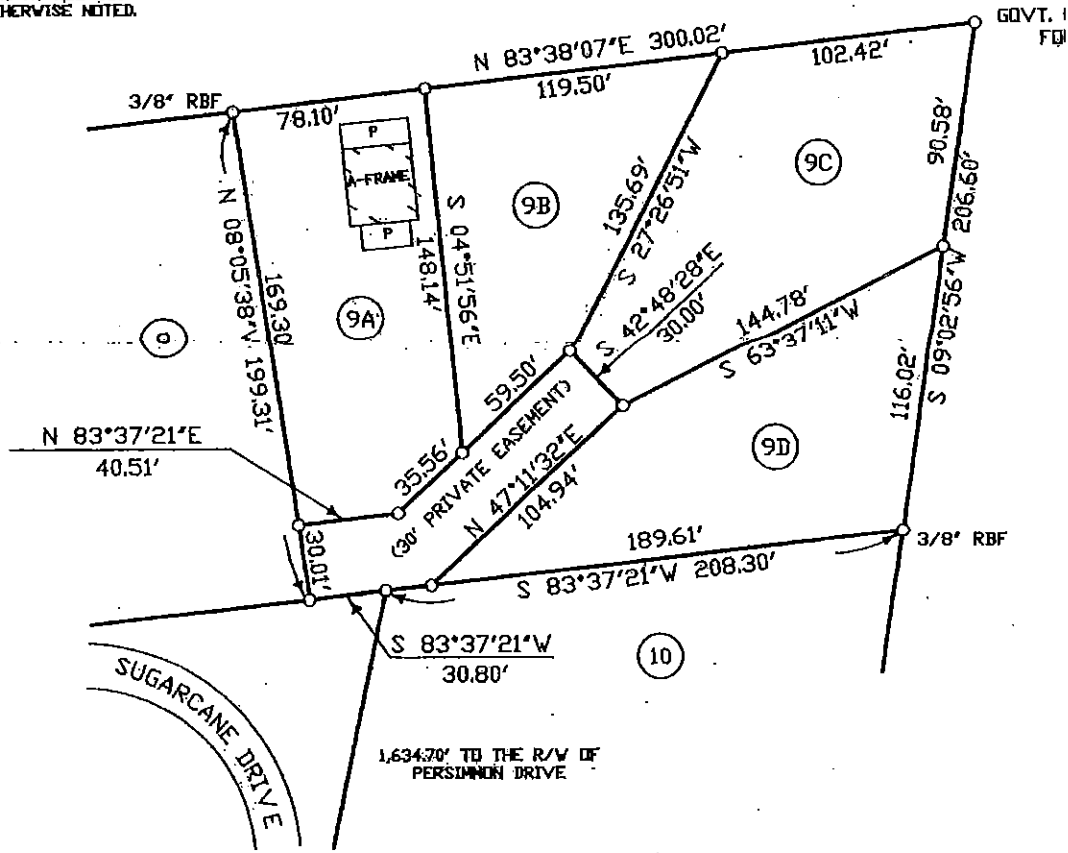 HERWISE NOTED.
GOVT.
N 83°38'07"E 300.02'
102.42'
119.50'
3/8" RBF
78.10'
P
A-FRAME
P
9B
9C
90.58'
206.60'
135.69'
S 27°26'51"W
S 04°51'56"E
148.14'
N 08°05'38"W 199.31'
169.30'
9A
S 42°48'28"E
30.00'
144.78'
S 63°37'11"W
S 09°02'56"W
116.02'
59.50'
N 83°37'21"E
40.51'
35.56'
(30' PRIVATE EASEMENT)
N 47°11'32"E
104.94'
9D
30.01'
189.61'
3/8" RBF
S 83°37'21"W 208.30'
S 83°37'21"W
30.80'
10
SUGARCANE DRIVE
1,634.70' TO THE R/W OF
PERSIMMON DRIVE